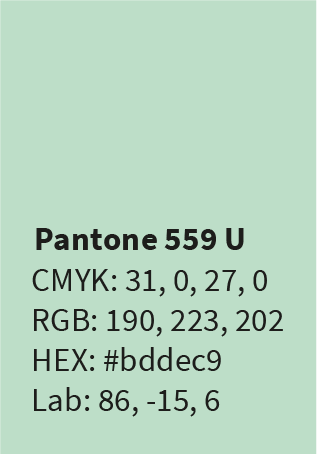 Pantone 559 U
CMYK: 31, 0, 27, 0
RGB: 190, 223, 202
HEX: #bddec9
Lab: 86, -15, 6